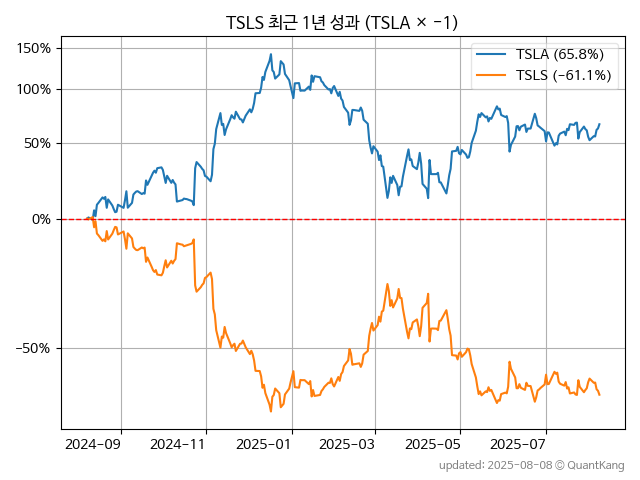 TSLS 최근 1년 성과 (TSLA × -1)
TSLA (65.8%)
TSLS (-61.1%)
150%
100%
50%
0%
-50%
2024-09 2024-11 2025-01 2025-03 2025-05 2025-07
updated: 2025-08-08 © QuantKang